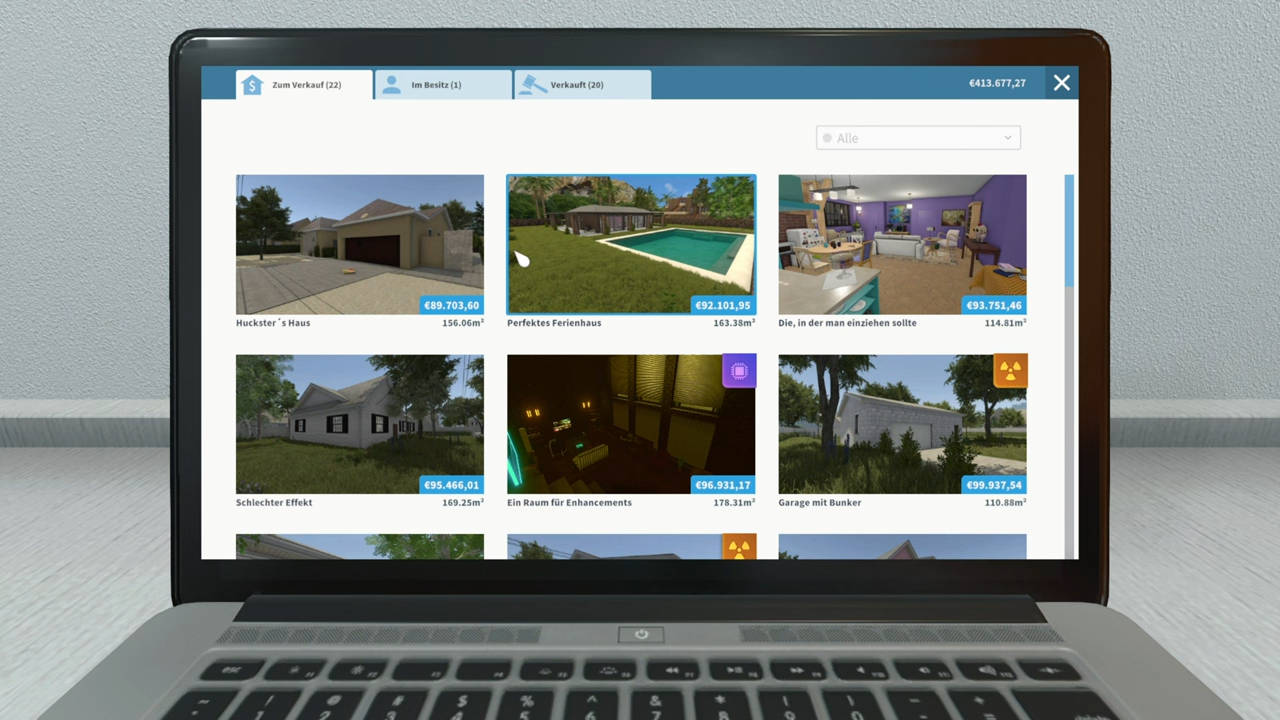 Zum Verkauf (22)
Im Besitz (1)
Verkauft (20)
€413.677,27
Alle
€89.703,60
Huckster´s Haus
156.06m²
€92.101,95
Perfektes Ferienhaus
163.38m²
€93.751,46
Die, in der man einziehen sollte
114.81m²
€95.466,01
Schlechter Effekt
169.25m²
€96.931,17
Ein Raum für Enhancements
178.31m²
€99.937,54
Garage mit Bunker
110.88m²
esc